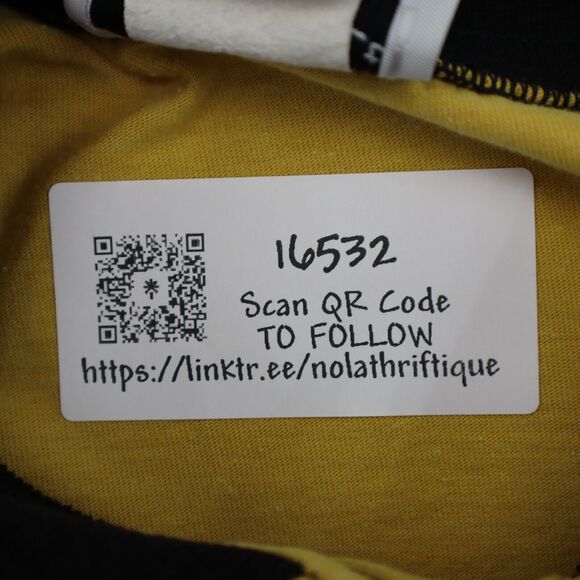 16532
Scan QR Code
TO FOLLOW
https://linktr.ee/nolathriftique